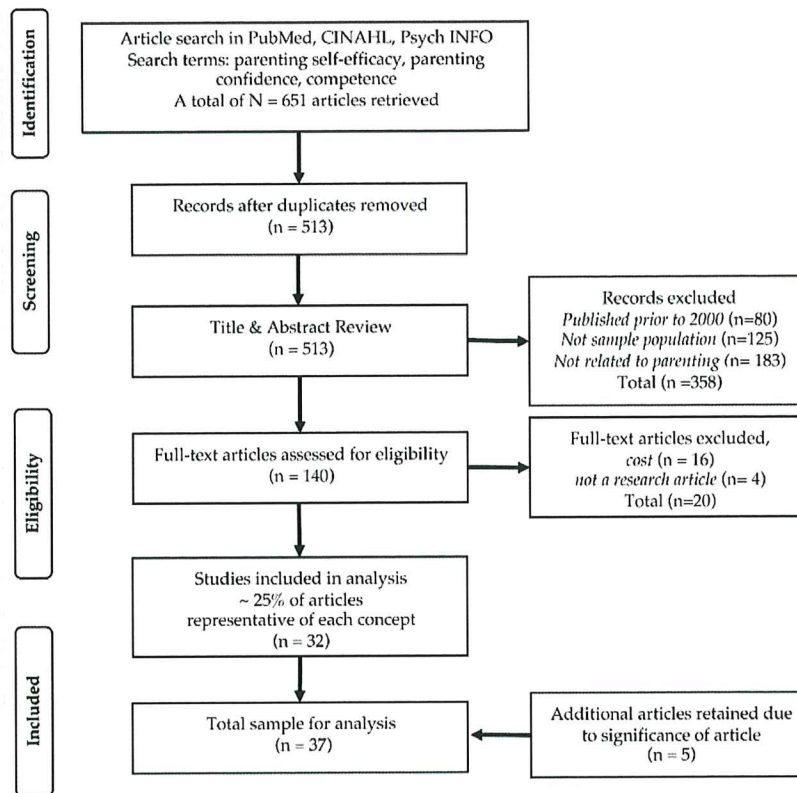 Identification
Article search in PubMed, CINAHL, Psych INFO
Search terms: parenting self-efficacy, parenting
confidence, competence
A total of N = 651 articles retrieved
Screening
Records after duplicates removed
(n = 513)
Title & Abstract Review
(n = 513)
Records excluded
Published prior to 2000 (n=80)
Not sample population (n=125)
Not related to parenting (n= 183)
Total (n =358)
Eligibility
Full-text articles assessed for eligibility
(n = 140)
Full-text articles excluded,
cost (n = 16)
not a research article (n= 4)
Total (n=20)
Studies included in analysis
~ 25% of articles
representative of each concept
(n = 32)
Included
Total sample for analysis
(n = 37)
Additional articles retained due
to significance of article
(n = 5)